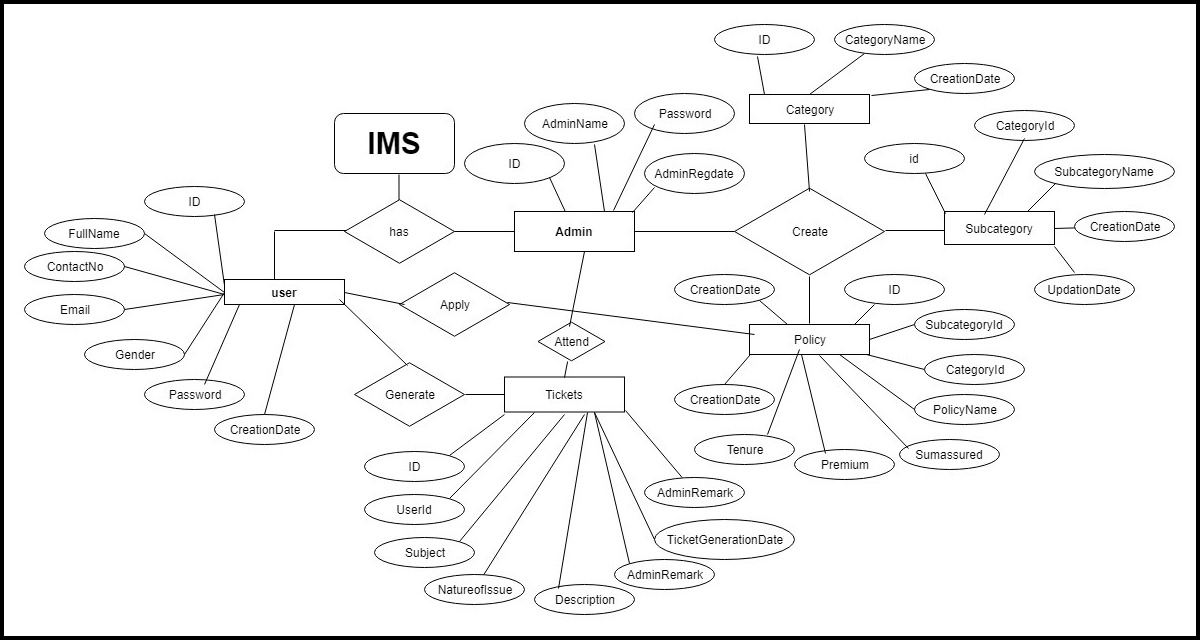 ID
CategoryName
CreationDate
Category
IMS
AdminName
Password
ID
AdminRegdate
CategoryId
id
SubcategoryName
CreationDate
Subcategory
UpdationDate
ID
FullName
ContactNo
Email
Gender
Password
CreationDate
user
has
Admin
Create
Apply
Attend
Generate
Tickets
CreationDate
ID
SubcategoryId
Policy
CategoryId
CreationDate
PolicyName
Tenure
Premium
Sumassured
ID
UserId
Subject
NatureofIssue
Description
AdminRemark
TicketGenerationDate
AdminRemark